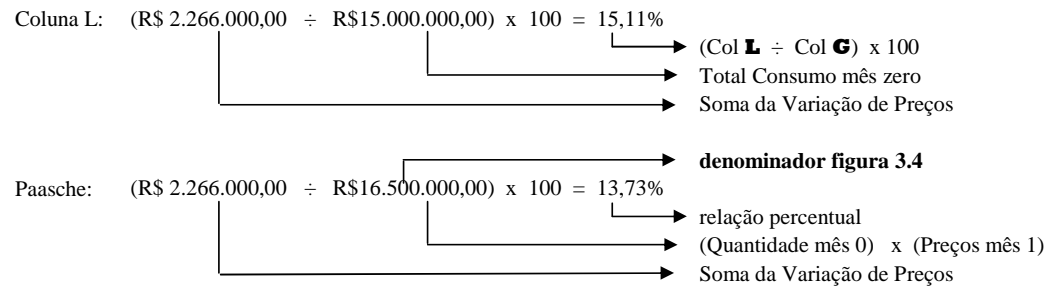 Coluna L: (R$ 2.266.000,00 ÷ R$15.000.000,00) x 100 = 15,11%
(Col L ÷ Col G) x 100
Total Consumo mês zero
Soma da Variação de Preços
denominador figura 3.4
Paasche: (R$ 2.266.000,00 ÷ R$16.500.000,00) x 100 = 13,73%
relação percentual
(Quantidade mês 0) x (Preços mês 1)
Soma da Variação de Preços